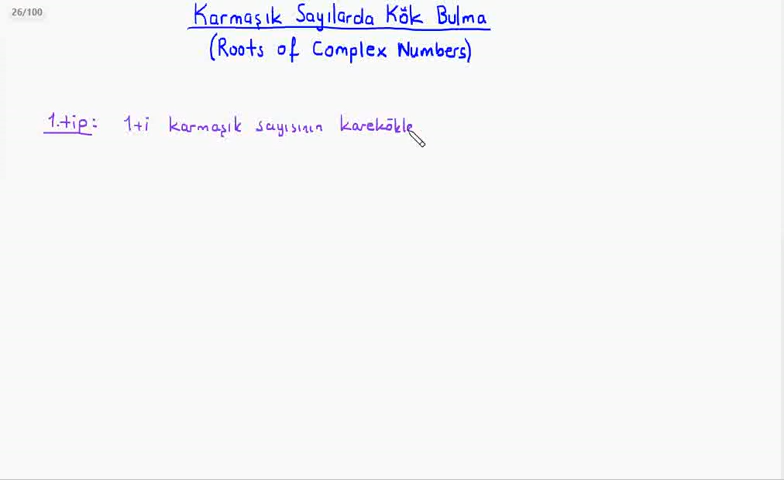 26/100
Karmaşık Sayılarda Kök Bulma
(Roots of Complex Numbers)
1.tip: 1+i karmaşık sayısının karekökle